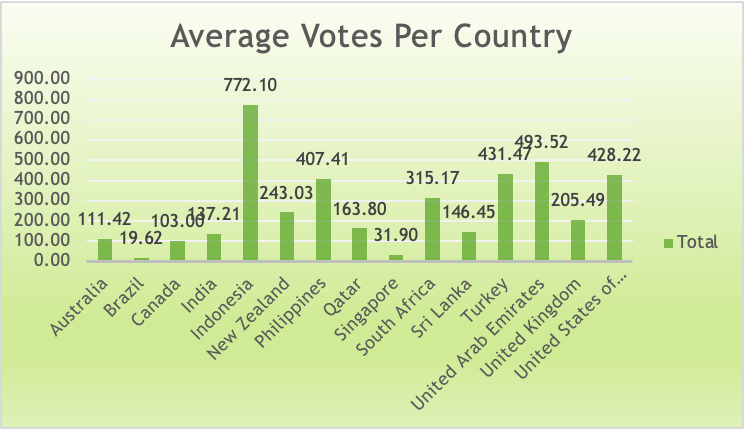 Average Votes Per Country
900.00
800.00
700.00
600.00
500.00
400.00
300.00
200.00
100.00
0.00
111.42
19.62
103.00
137.21
772.10
243.03
407.41
163.80
31.90
315.17
146.45
431.47
493.52
205.49
428.22
Australia
Brazil
Canada
India
Indonesia
New Zealand
Philippines
Qatar
Singapore
South Africa
Sri Lanka
Turkey
United Arab Emirates
United Kingdom
United States of...
Total